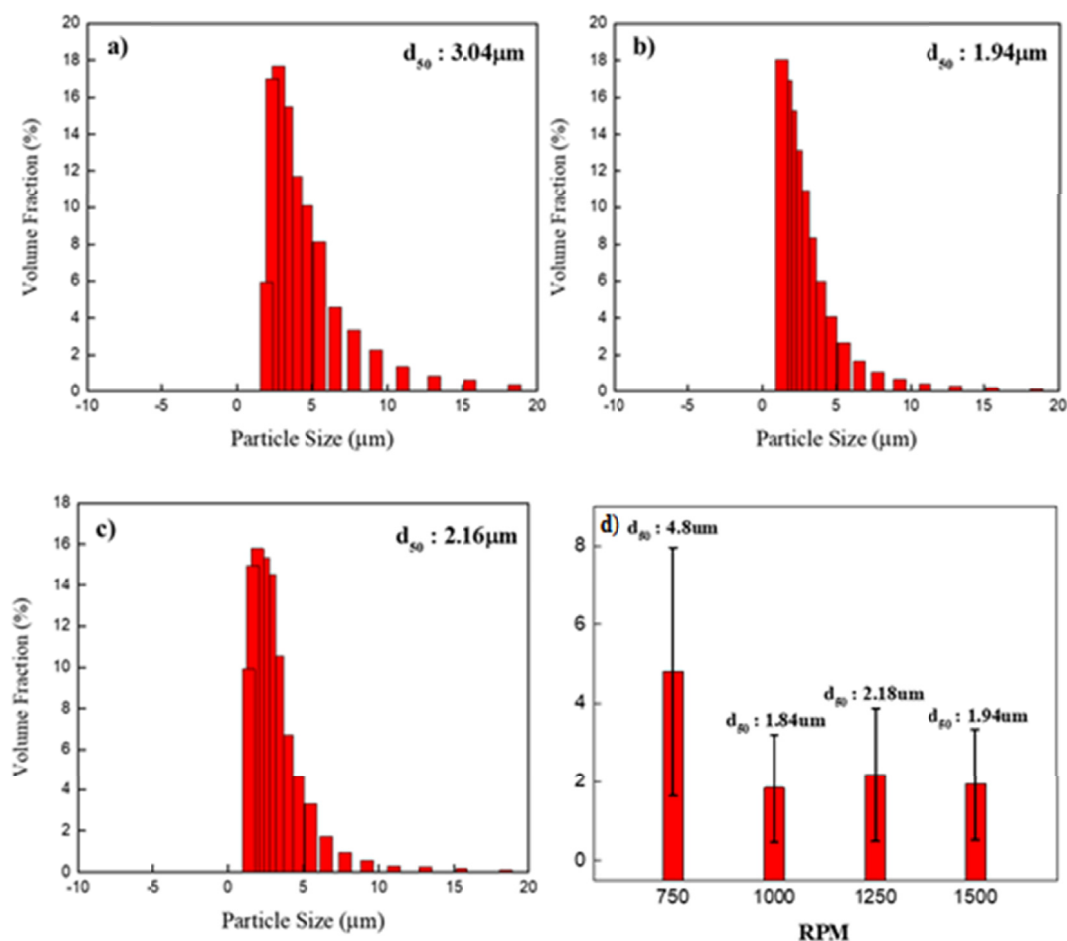 a)
d50 : 3.04μm
Volume Fraction (%)
20
18
16
14
12
10
8
6
4
2
0
-10 -5 0 5 10 15 20
Particle Size (μm)
b)
d50 : 1.94μm
Volume Fraction (%)
20
18
16
14
12
10
8
6
4
2
0
-10 -5 0 5 10 15 20
Particle Size (μm)
c)
d50 : 2.16μm
Volume Fraction (%)
18
16
14
12
10
8
6
4
2
0
-10 -5 0 5 10 15 20
Particle Size (μm)
d)
d50 : 4.8um
d50 : 1.84um
d50 : 2.18um
d50 : 1.94um
8
6
4
2
0
750 1000 1250 1500
RPM